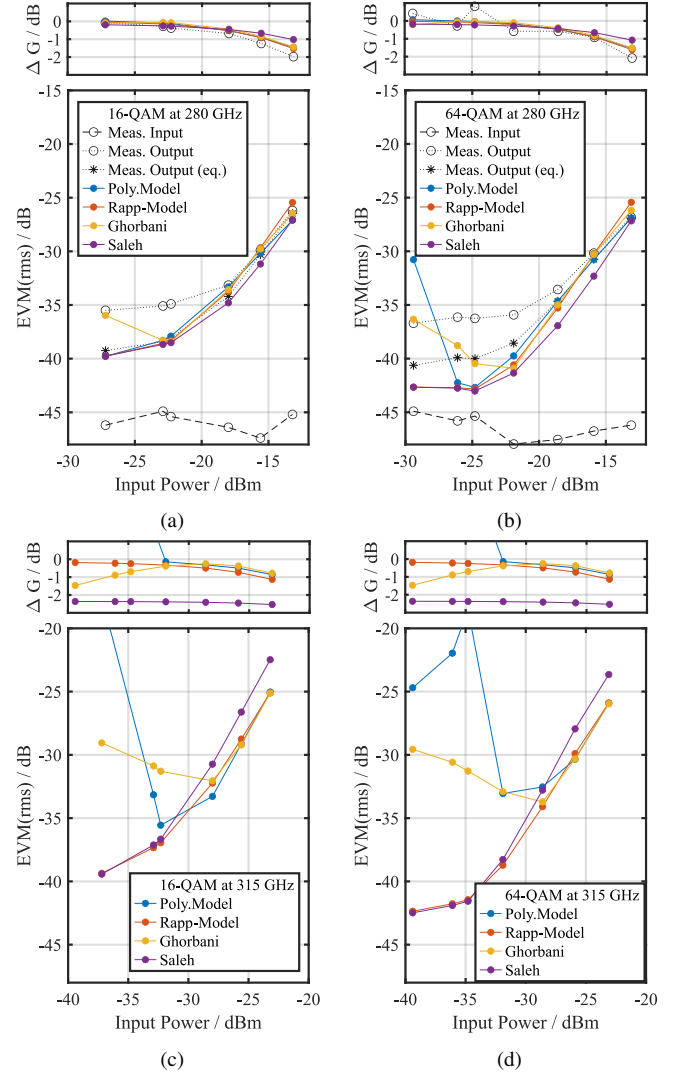 0
-1
-2
Δ G / dB
0
-1
-2
Δ G / dB
-15
-20
-25
-30
-35
-40
-45
EVM(rms) / dB
16-QAM at 280 GHz
Meas. Input
Meas. Output
Meas. Output (eq.)
Poly.Model
Rapp-Model
Ghorbani
Saleh
-30
-25
-20
-15
Input Power / dBm
(a)
-15
-20
-25
-30
-35
-40
-45
EVM(rms) / dB
64-QAM at 280 GHz
Meas. Input
Meas. Output
Meas. Output (eq.)
Poly.Model
Rapp-Model
Ghorbani
Saleh
-30
-25
-20
-15
Input Power / dBm
(b)
0
-1
-2
Δ G / dB
0
-1
-2
Δ G / dB
-20
-25
-30
-35
-40
-45
EVM(rms) / dB
16-QAM at 315 GHz
Poly.Model
Rapp-Model
Ghorbani
Saleh
-40
-35
-30
-25
-20
Input Power / dBm
(c)
-20
-25
-30
-35
-40
-45
EVM(rms) / dB
64-QAM at 315 GHz
Poly.Model
Rapp-Model
Ghorbani
Saleh
-40
-35
-30
-25
-20
Input Power / dBm
(d)